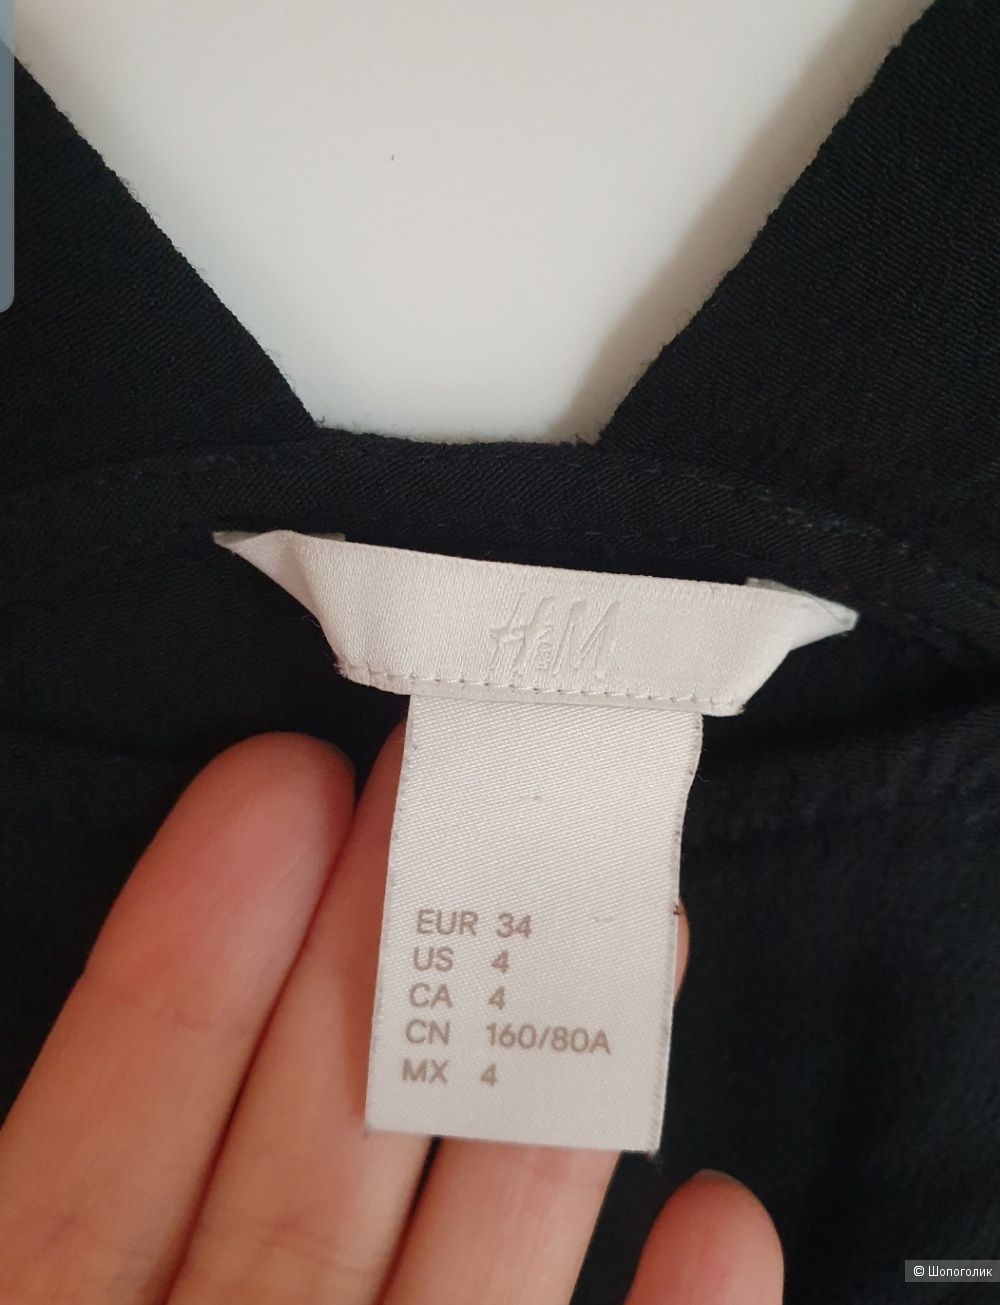 H&M
EUR 34
US 4
CA 4
CN 160/80A
MX 4
© Шопоголик